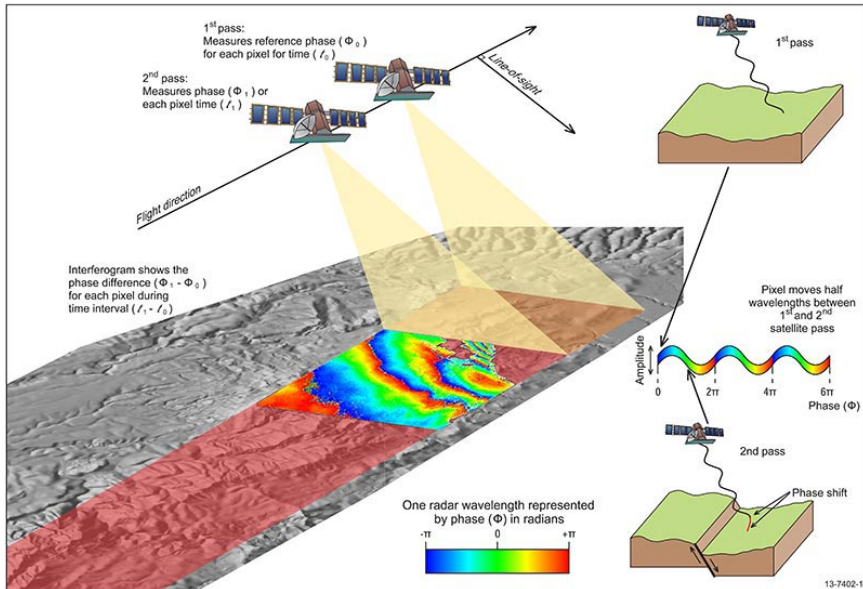 1st pass:
Measures reference phase (Φ0)
for each pixel for time (t0)
2nd pass:
Measures phase (Φ1) or
each pixel time (t1)
Line-of-sight
Flight direction
1st pass
Interferogram shows the
phase difference (Φ1 - Φ0)
for each pixel during
time interval (t1 - t0)
Pixel moves half
wavelengths between
1st and 2nd
satellite pass
Amplitude
0 2π 4π 6π
Phase (Φ)
2nd pass
Phase shift
One radar wavelength represented
by phase (Φ) in radians
-π 0 +π
13-7402-1